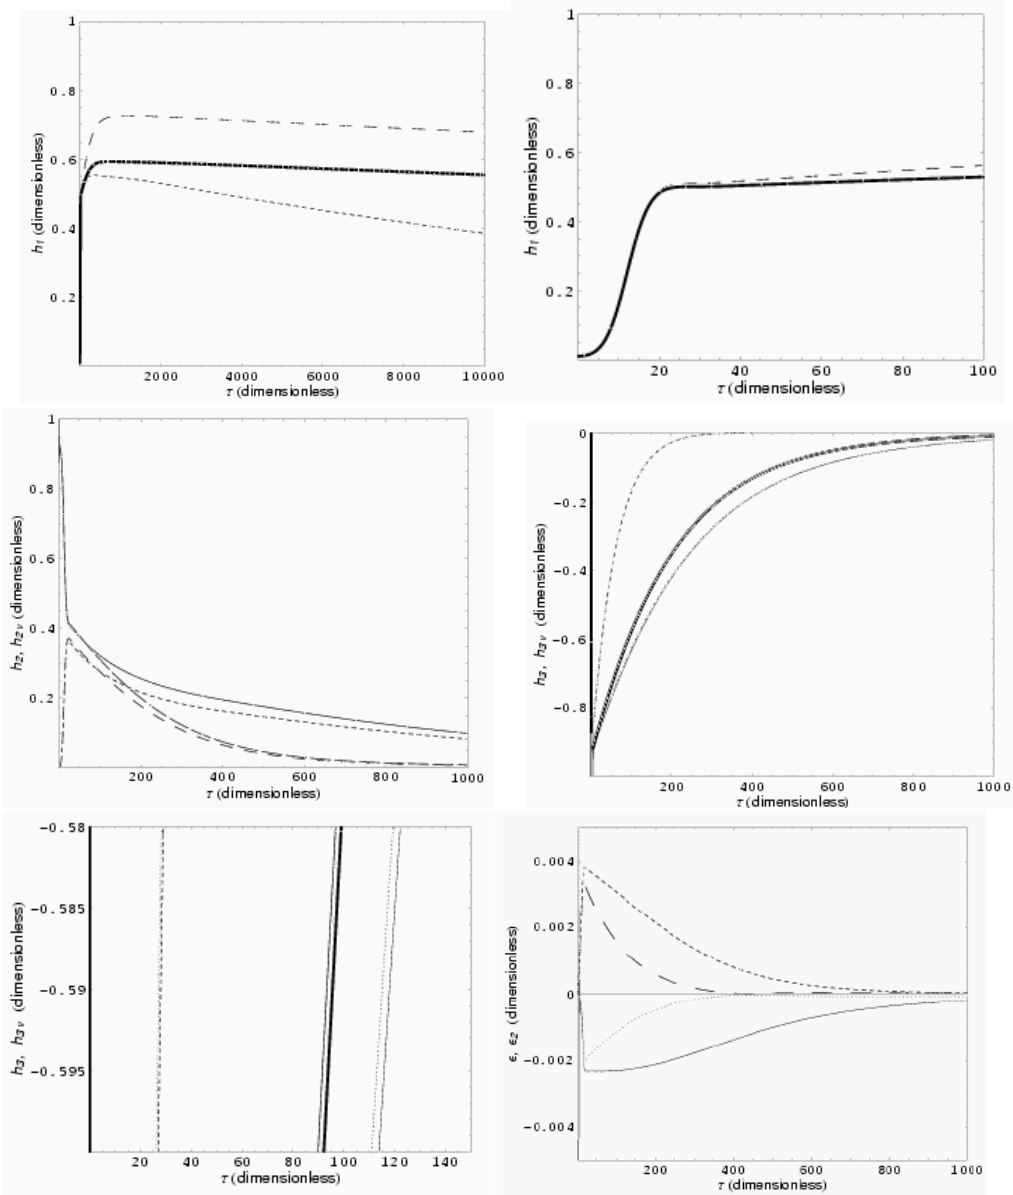 1
0.8
0.6
0.4
0.2
h1 (dimensionless)
2000 4000 6000 8000 10000
τ (dimensionless)
1
0.8
0.6
0.4
0.2
h1 (dimensionless)
20 40 60 80 100
τ (dimensionless)
1
0.8
0.6
0.4
0.2
h2, h2v (dimensionless)
200 400 600 800 1000
τ (dimensionless)
0
-0.2
-0.4
-0.6
-0.8
h3, h3v (dimensionless)
200 400 600 800 1000
τ (dimensionless)
-0.58
-0.585
-0.59
-0.595
h3, h3v (dimensionless)
20 40 60 80 100 120 140
τ (dimensionless)
0.004
0.002
0
-0.002
-0.004
ϵ, ϵ2 (dimensionless)
200 400 600 800 1000
τ (dimensionless)